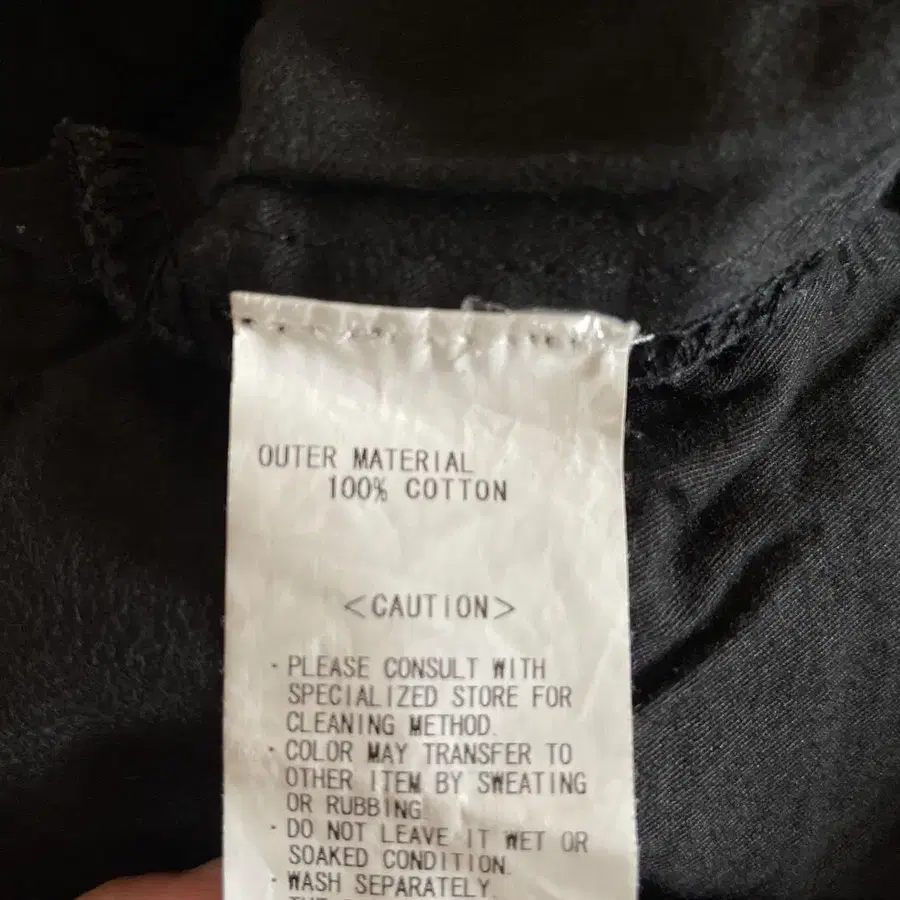 OUTER MATERIAL
100% COTTON
<CAUTION>
・PLEASE CONSULT WITH
SPECIALIZED STORE FOR
CLEANING METHOD.
・COLOR MAY TRANSFER TO
OTHER ITEM BY SWEATING
OR RUBBING.
・DO NOT LEAVE IT WET OR
SOAKED CONDITION.
・WASH SEPARATELY.